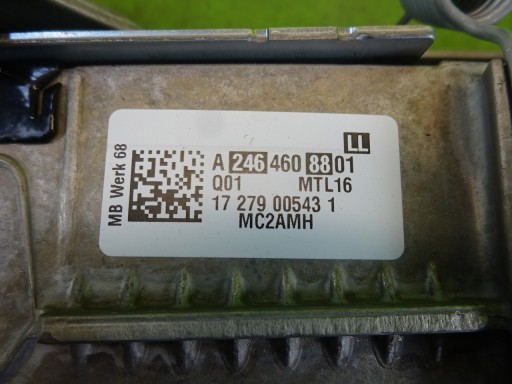 MB Werk 68
LL
A 246 460 88 01
Q01 MTL16
17 279 00543 1
MC2AMH